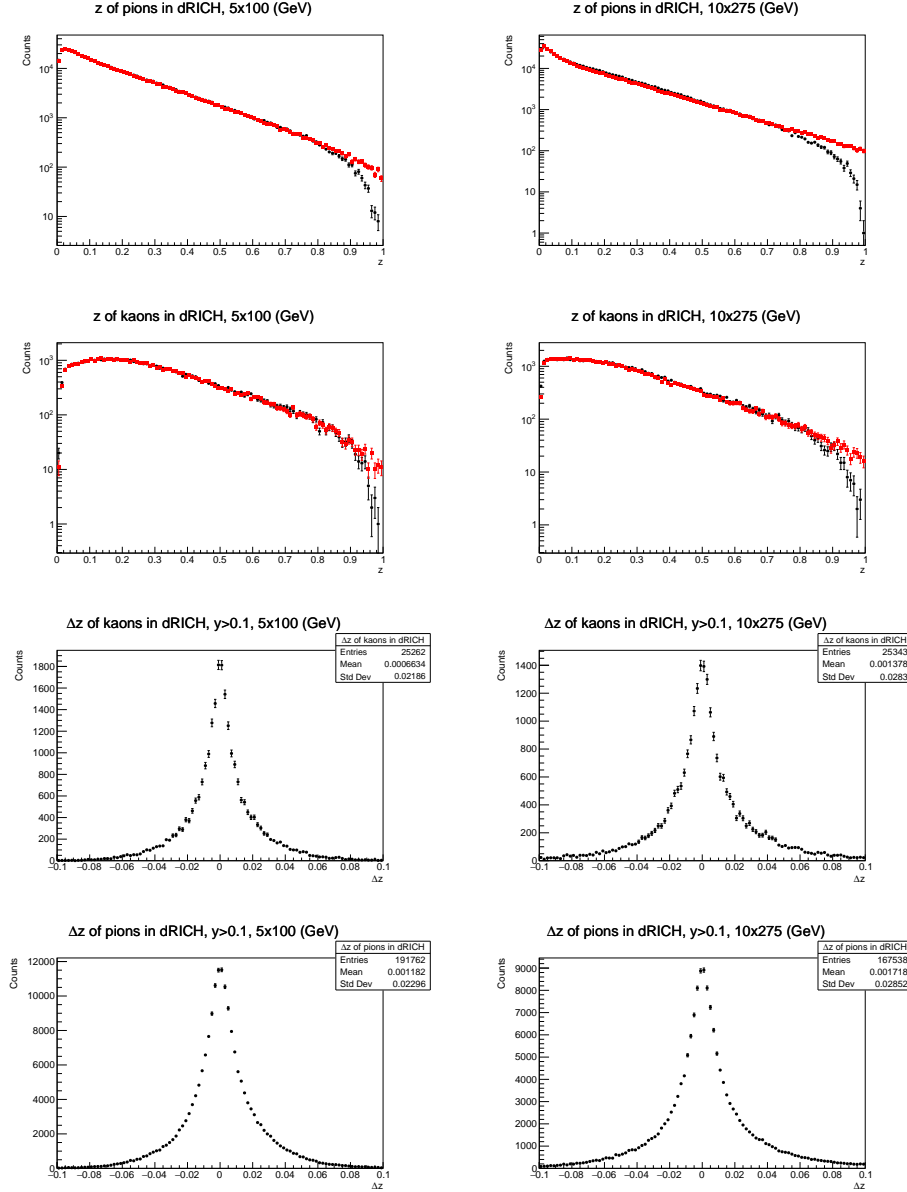 z of pions in dRICH, 5x100 (GeV)
Counts
10⁴
10³
10²
10
0 0.1 0.2 0.3 0.4 0.5 0.6 0.7 0.8 0.9 1
z
z of pions in dRICH, 10x275 (GeV)
Counts
10⁴
10³
10²
10
1
0 0.1 0.2 0.3 0.4 0.5 0.6 0.7 0.8 0.9 1
z
z of kaons in dRICH, 5x100 (GeV)
Counts
10³
10²
10
1
0 0.1 0.2 0.3 0.4 0.5 0.6 0.7 0.8 0.9 1
z
z of kaons in dRICH, 10x275 (GeV)
Counts
10³
10²
10
1
0 0.1 0.2 0.3 0.4 0.5 0.6 0.7 0.8 0.9 1
z
Δz of kaons in dRICH, y>0.1, 5x100 (GeV)
Δz of kaons in dRICH
Entries 25262
Mean 0.0006634
Std Dev 0.02186
Counts
1800
1600
1400
1200
1000
800
600
400
200
0
−0.1 −0.08 −0.06 −0.04 −0.02 0 0.02 0.04 0.06 0.08 0.1
Δz
Δz of kaons in dRICH, y>0.1, 10x275 (GeV)
Δz of kaons in dRICH
Entries 25343
Mean 0.001378
Std Dev 0.0283
Counts
1400
1200
1000
800
600
400
200
0
−0.1 −0.08 −0.06 −0.04 −0.02 0 0.02 0.04 0.06 0.08 0.1
Δz
Δz of pions in dRICH, y>0.1, 5x100 (GeV)
Δz of pions in dRICH
Entries 191762
Mean 0.001182
Std Dev 0.02296
Counts
12000
10000
8000
6000
4000
2000
0
−0.1 −0.08 −0.06 −0.04 −0.02 0 0.02 0.04 0.06 0.08 0.1
Δz
Δz of pions in dRICH, y>0.1, 10x275 (GeV)
Δz of pions in dRICH
Entries 167538
Mean 0.001718
Std Dev 0.02852
Counts
9000
8000
7000
6000
5000
4000
3000
2000
1000
0
−0.1 −0.08 −0.06 −0.04 −0.02 0 0.02 0.04 0.06 0.08 0.1
Δz